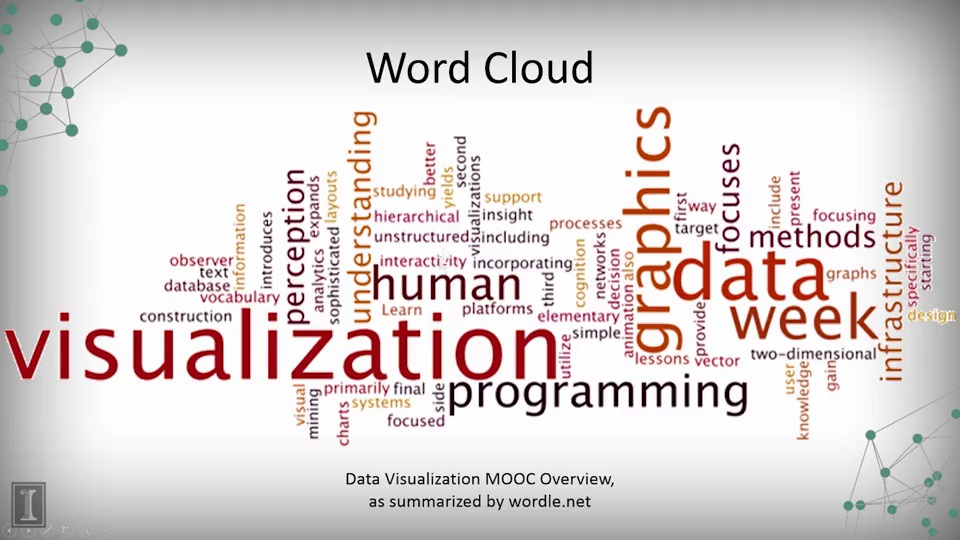 Word Cloud
understanding
graphics
better
second
yields
visualizations
focuses
perception
expands
layouts
studying
support
first
way
include
present
infrastructure
information
introduces
hierarchical
insight
processes
target
focusing
unstructured
including
methods
specifically
starting
observer
text
database
vocabulary
analytics
sophisticated
interactivity
incorporating
human
third
cognition
networks
decision
also
animation
data
graphs
construction
Learn
platforms
elementary
provide
week
design
visualization
utilize
simple
lessons
vector
two-dimensional
visual
mining
primarily
final
charts
systems
side
focused
programming
user
knowledge
gain
Data Visualization MOOC Overview,
as summarized by wordle.net
I